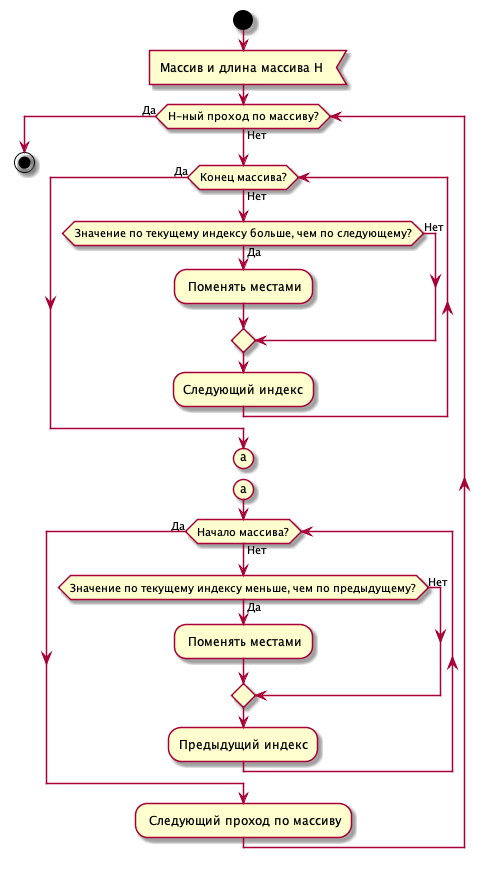 Массив и длина массива Н
Да
Н-ный проход по массиву?
Нет
Да
Конец массива?
Нет
Значение по текущему индексу больше, чем по следующему?
Нет
Да
Поменять местами
Следующий индекс
a
a
Да
Начало массива?
Нет
Значение по текущему индексу меньше, чем по предыдущему?
Нет
Да
Поменять местами
Предыдущий индекс
Следующий проход по массиву